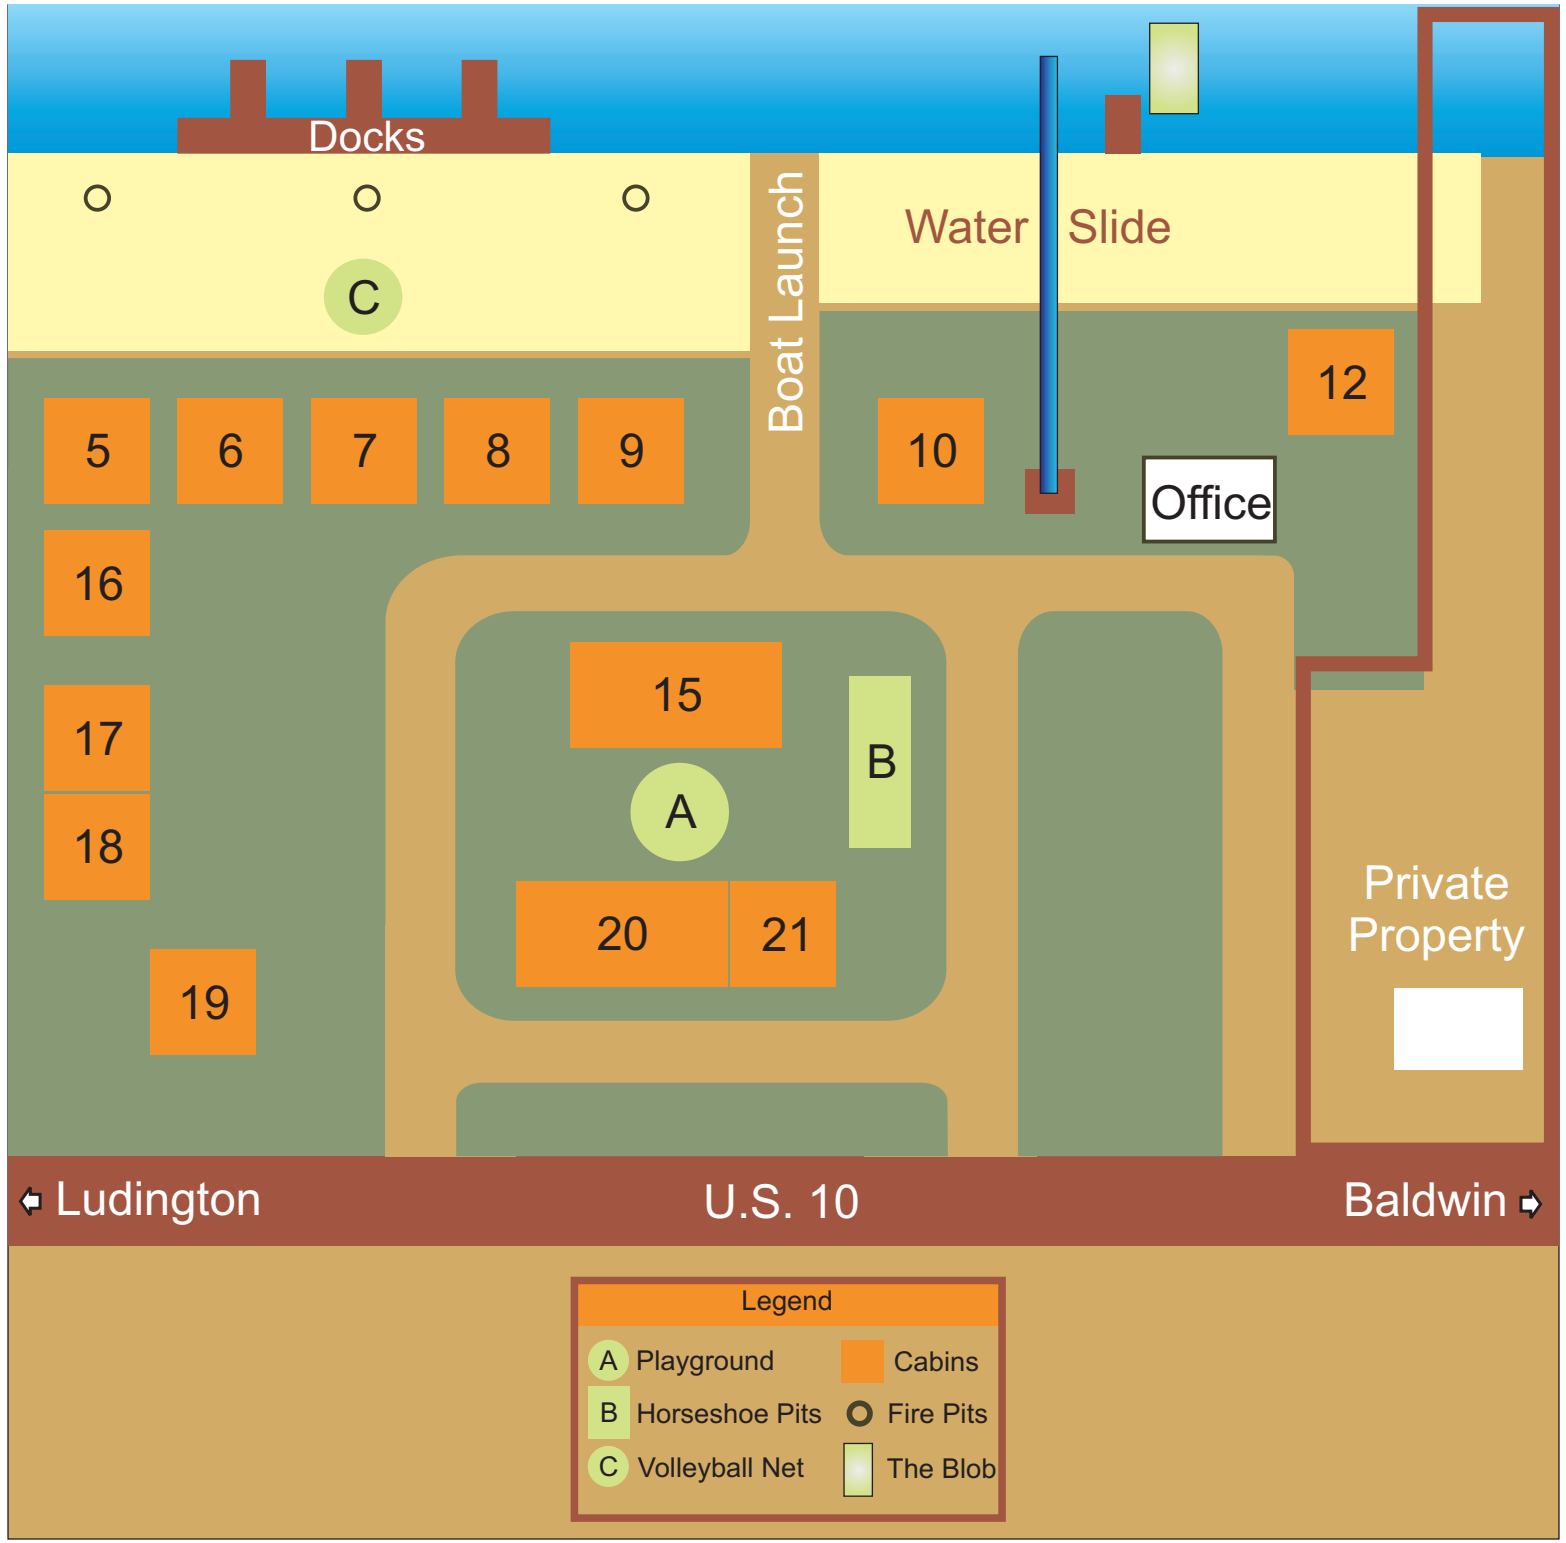 Docks
Boat Launch
Water Slide
C
12
5 6 7 8 9 10
Office
16
15
17
B
A
18
Private
Property
20 21
19
Ludington
U.S. 10
Baldwin
Legend
A Playground
Cabins
B Horseshoe Pits
Fire Pits
C Volleyball Net
The Blob